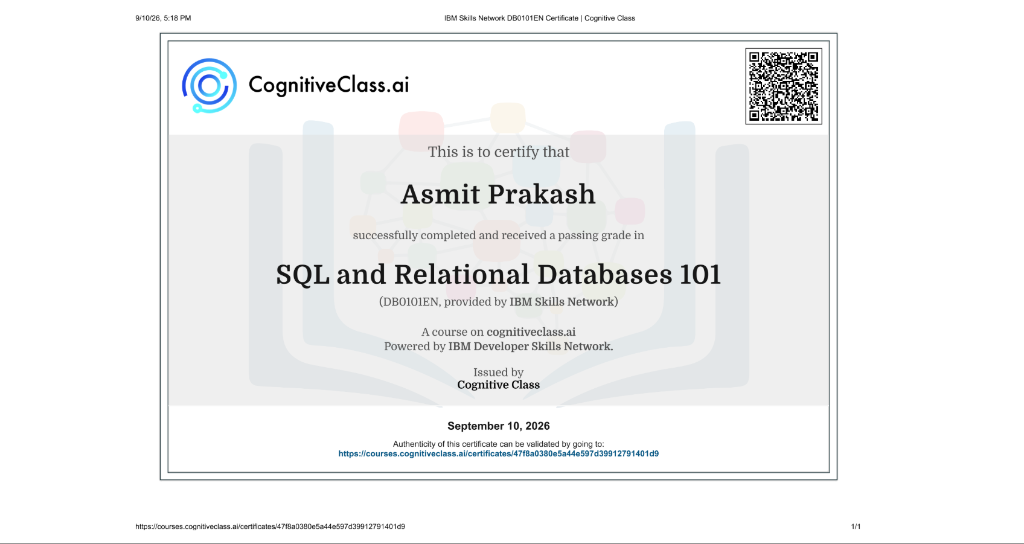 9/10/26, 5:18 PM
IBM Skills Network DB0101EN Certificate | Cognitive Class
CognitiveClass.ai
This is to certify that
Asmit Prakash
successfully completed and received a passing grade in
SQL and Relational Databases 101
(DB0101EN, provided by IBM Skills Network)
A course on cognitiveclass.ai
Powered by IBM Developer Skills Network.
Issued by
Cognitive Class
September 10, 2026
Authenticity of this certificate can be validated by going to:
https://courses.cognitiveclass.ai/certificates/47f8a0380e5a44e597d39912791401d9
https://courses.cognitiveclass.ai/certificates/47f8a0380e5a44e597d39912791401d9
1/1